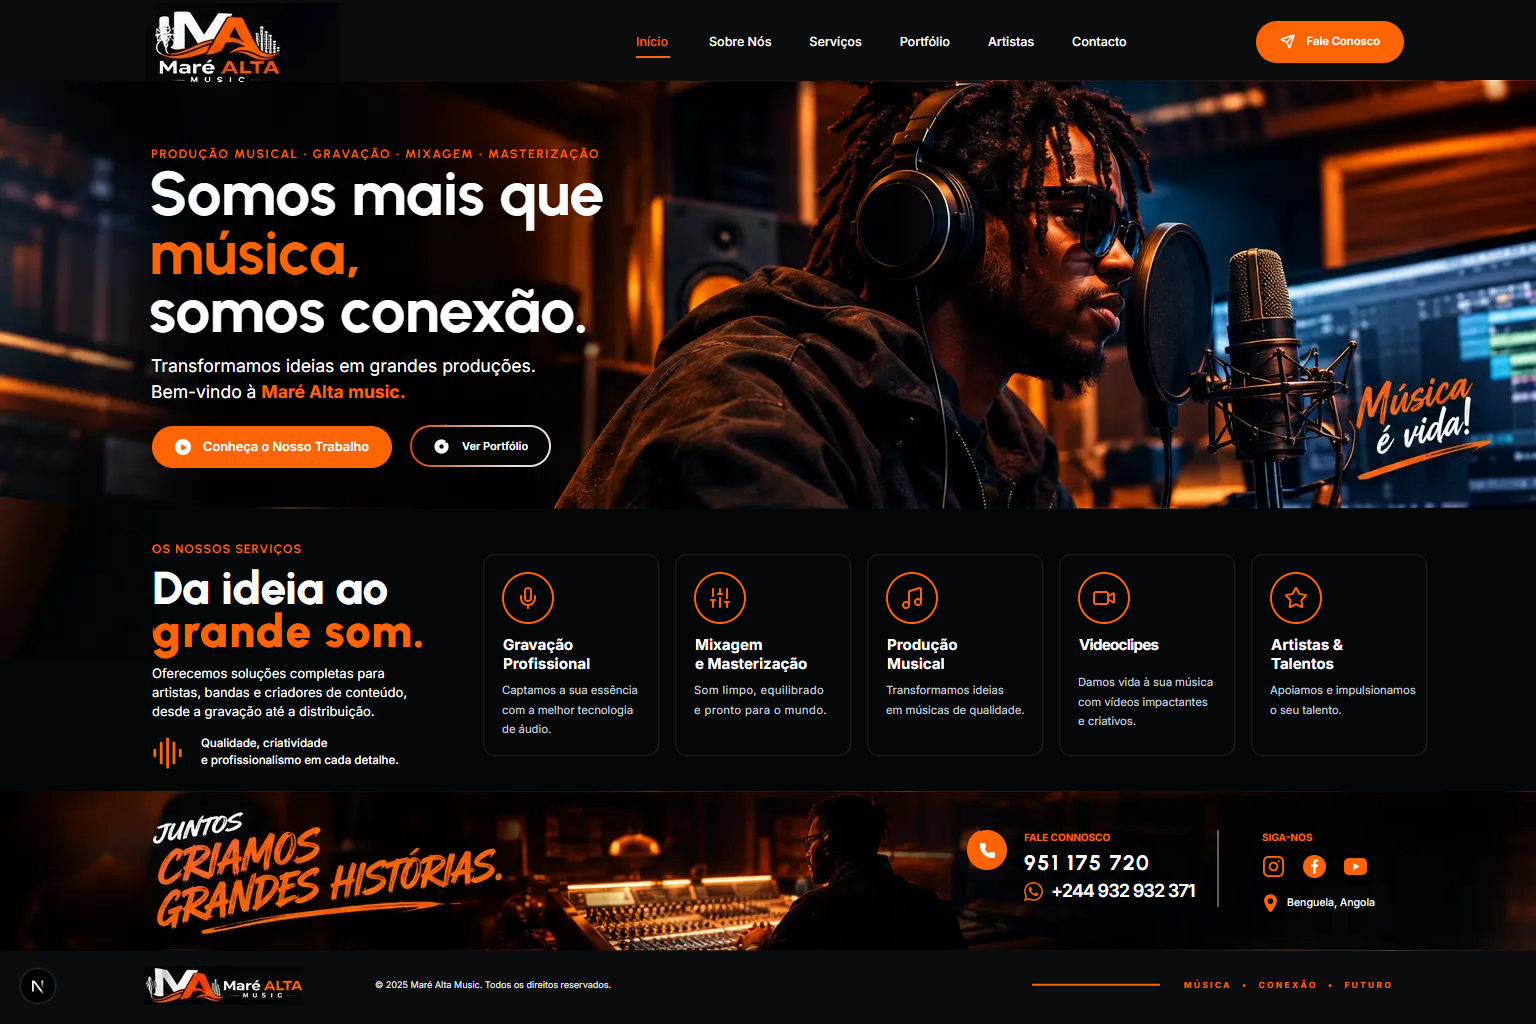 Maré ALTA
MUSIC
Início
Sobre Nós
Serviços
Portfólio
Artistas
Contacto
Fale Conosco
PRODUÇÃO MUSICAL · GRAVAÇÃO · MIXAGEM · MASTERIZAÇÃO
Somos mais que
música,
somos conexão.
Transformamos ideias em grandes produções.
Bem-vindo à Maré Alta music.
Conheça o Nosso Trabalho
Ver Portfólio
Música
é vida!
OS NOSSOS SERVIÇOS
Da ideia ao
grande som.
Oferecemos soluções completas para
artistas, bandas e criadores de conteúdo,
desde a gravação até a distribuição.
Qualidade, criatividade
e profissionalismo em cada detalhe.
Gravação
Profissional
Captamos a sua essência
com a melhor tecnologia
de áudio.
Mixagem
e Masterização
Som limpo, equilibrado
e pronto para o mundo.
Produção
Musical
Transformamos ideias
em músicas de qualidade.
Videoclipes
Damos vida à sua música
com vídeos impactantes
e criativos.
Artistas &
Talentos
Apoiamos e impulsionamos
o seu talento.
JUNTOS
CRIAMOS
GRANDES HISTÓRIAS.
FALE CONNOSCO
951 175 720
+244 932 932 371
SIGA-NOS
Benguela, Angola
N
MA Maré ALTA
MUSIC
© 2025 Maré Alta Music. Todos os direitos reservados.
MÚSICA • CONEXÃO • FUTURO